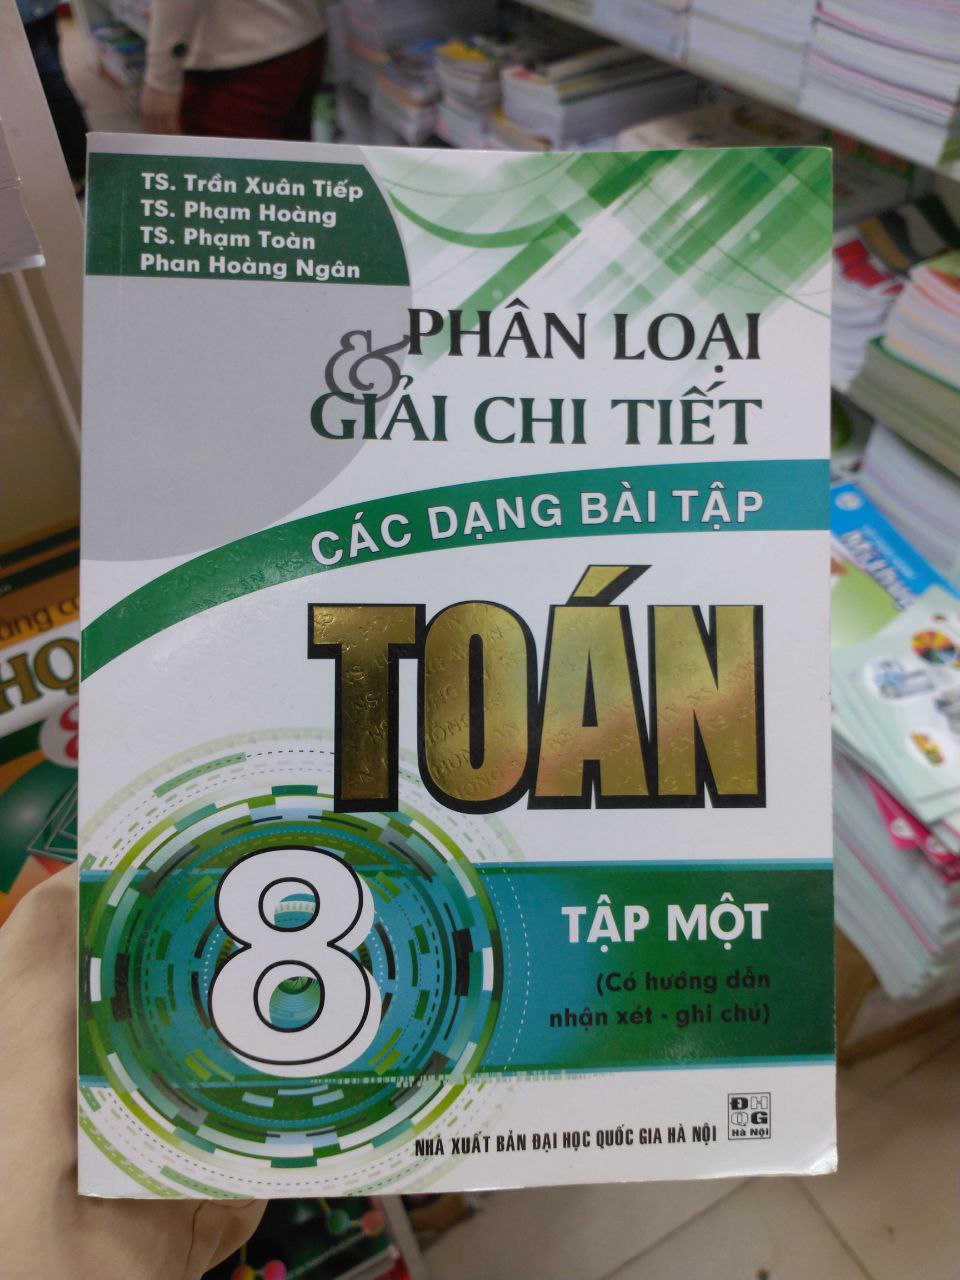 TS. Trần Xuân Tiếp
TS. Phạm Hoàng
TS. Phạm Toàn
Phan Hoàng Ngân
PHÂN LOẠI
& GIẢI CHI TIẾT
CÁC DẠNG BÀI TẬP
TOÁN
8
TẬP MỘT
(Có hướng dẫn
nhận xét - ghi chú)
NHÀ XUẤT BẢN ĐẠI HỌC QUỐC GIA HÀ NỘI
ĐH
QG
Hà Nội